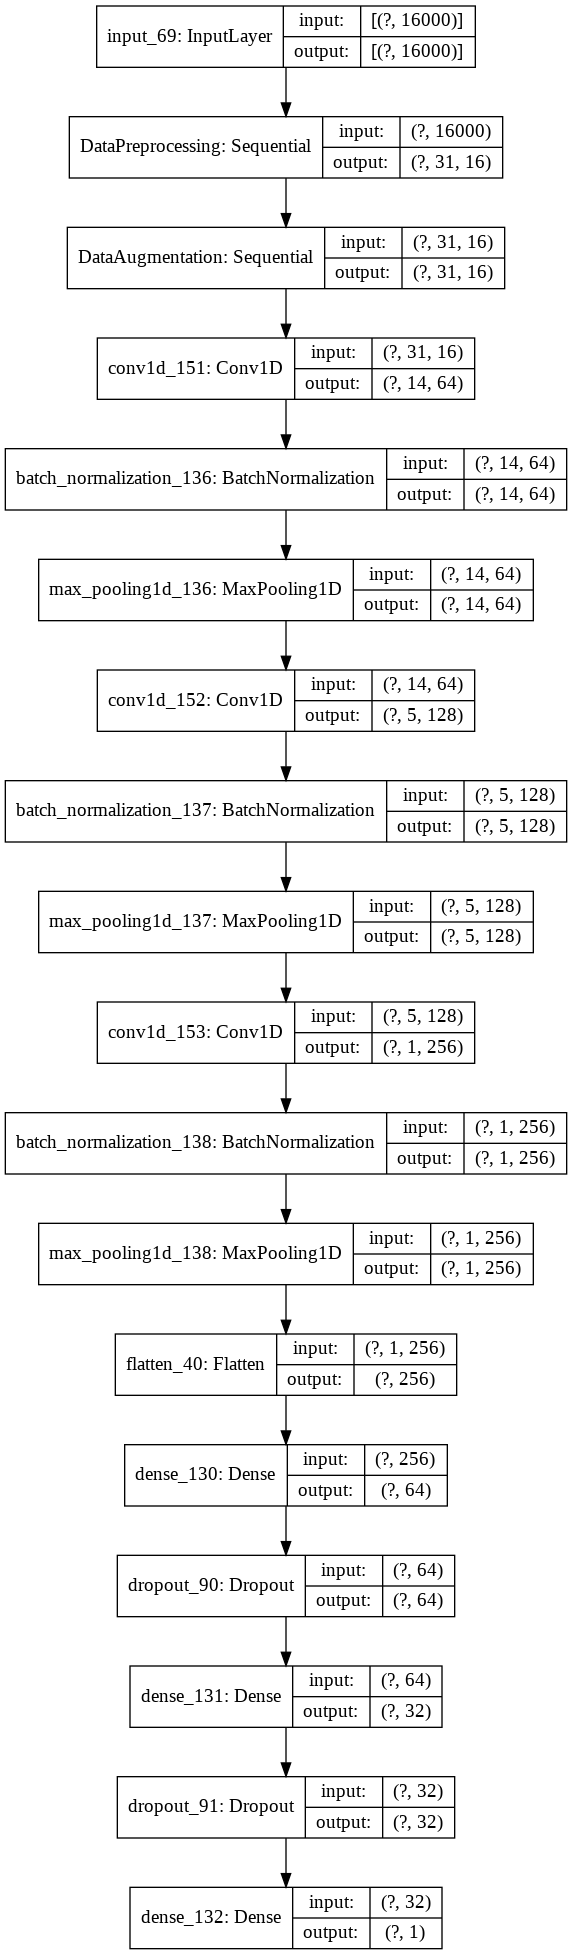 input_69: InputLayer
input: [(?, 16000)]
output: [(?, 16000)]
DataPreprocessing: Sequential
input: (?, 16000)
output: (?, 31, 16)
DataAugmentation: Sequential
input: (?, 31, 16)
output: (?, 31, 16)
conv1d_151: Conv1D
input: (?, 31, 16)
output: (?, 14, 64)
batch_normalization_136: BatchNormalization
input: (?, 14, 64)
output: (?, 14, 64)
max_pooling1d_136: MaxPooling1D
input: (?, 14, 64)
output: (?, 14, 64)
conv1d_152: Conv1D
input: (?, 14, 64)
output: (?, 5, 128)
batch_normalization_137: BatchNormalization
input: (?, 5, 128)
output: (?, 5, 128)
max_pooling1d_137: MaxPooling1D
input: (?, 5, 128)
output: (?, 5, 128)
conv1d_153: Conv1D
input: (?, 5, 128)
output: (?, 1, 256)
batch_normalization_138: BatchNormalization
input: (?, 1, 256)
output: (?, 1, 256)
max_pooling1d_138: MaxPooling1D
input: (?, 1, 256)
output: (?, 1, 256)
flatten_40: Flatten
input: (?, 1, 256)
output: (?, 256)
dense_130: Dense
input: (?, 256)
output: (?, 64)
dropout_90: Dropout
input: (?, 64)
output: (?, 64)
dense_131: Dense
input: (?, 64)
output: (?, 32)
dropout_91: Dropout
input: (?, 32)
output: (?, 32)
dense_132: Dense
input: (?, 32)
output: (?, 1)